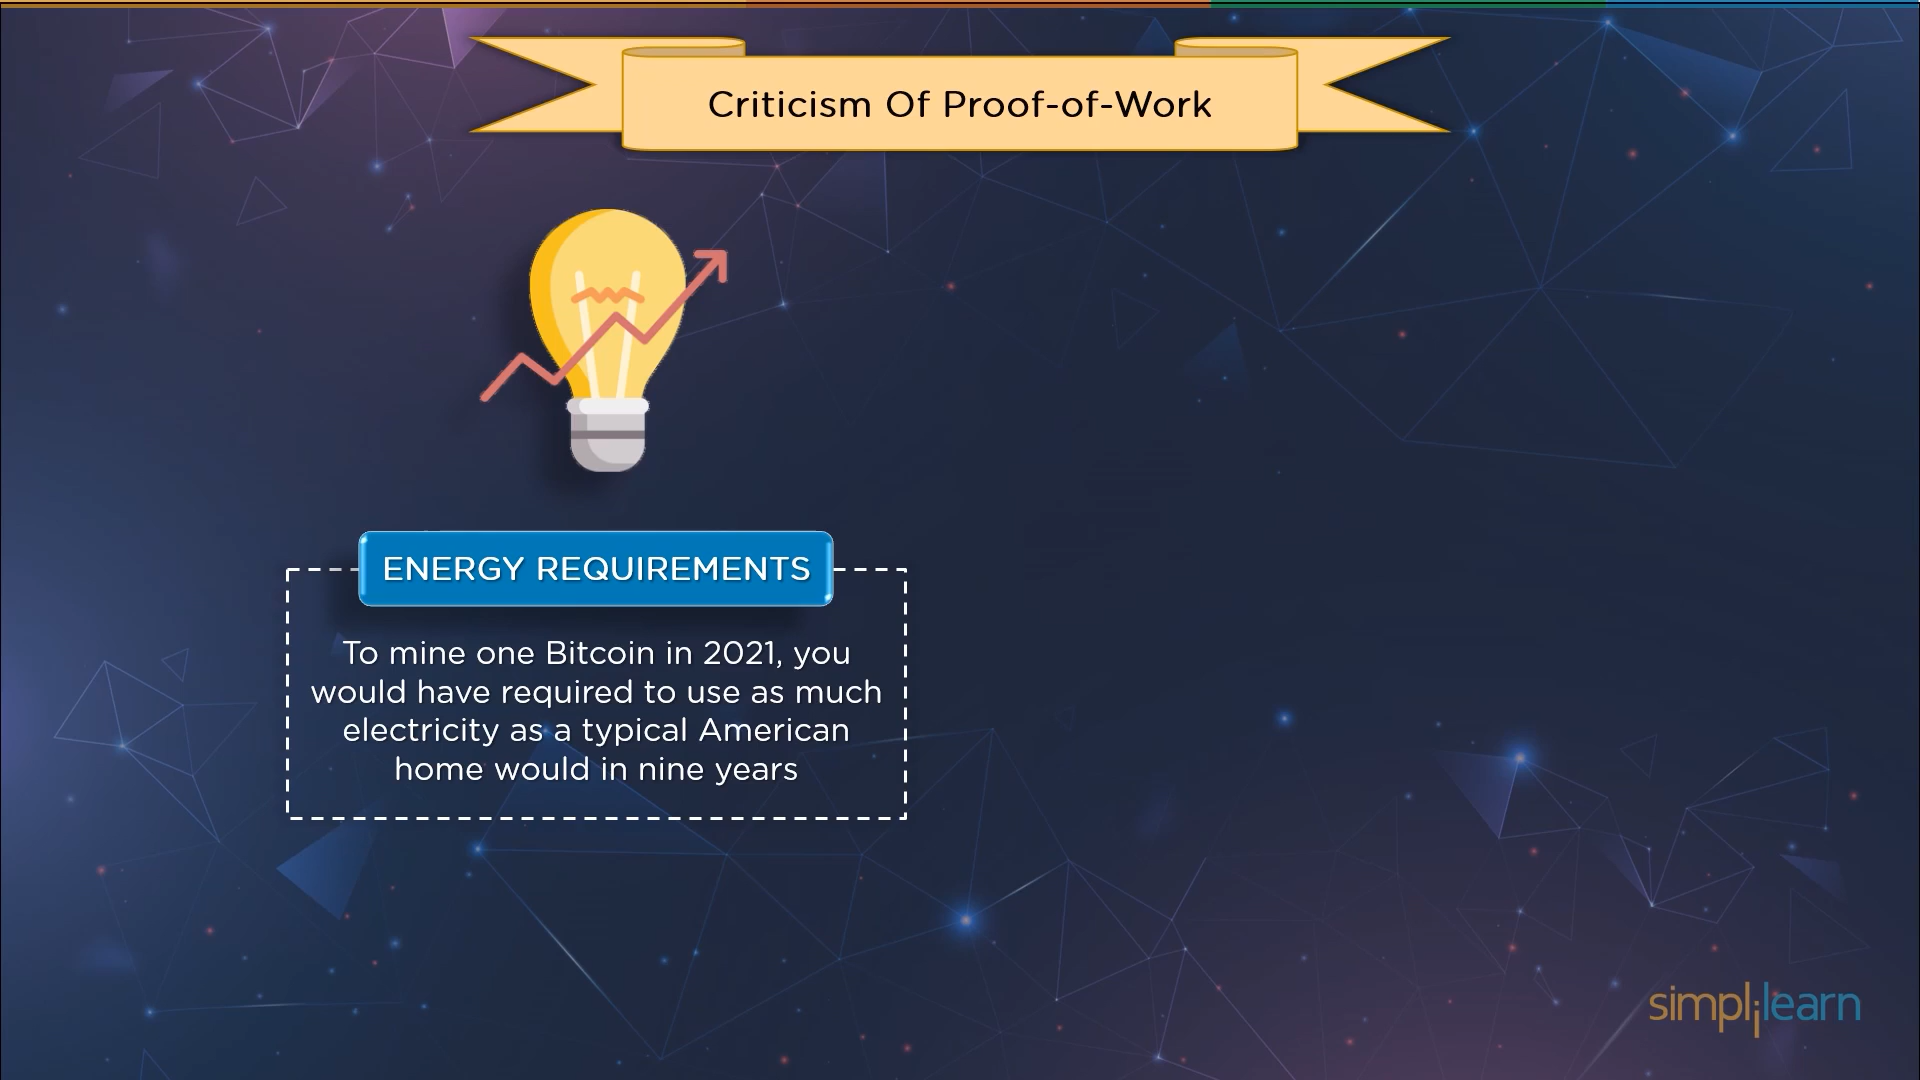 Criticism Of Proof-of-Work
ENERGY REQUIREMENTS
To mine one Bitcoin in 2021, you
would have required to use as much
electricity as a typical American
home would in nine years
simplilearn